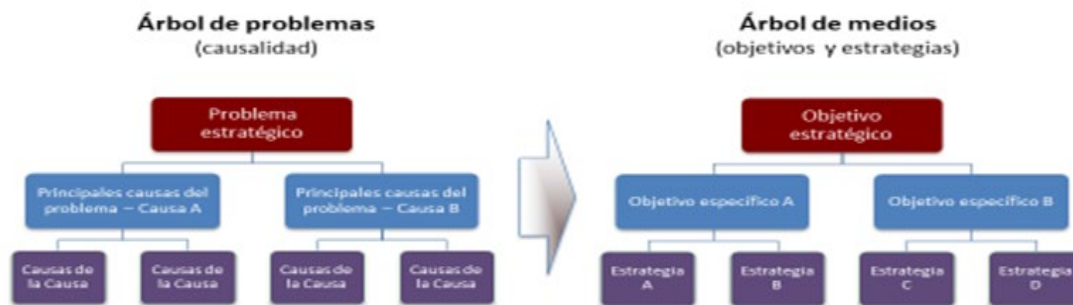 Árbol de problemas
(causalidad)
Problema
estratégico
Principales causas del
problema – Causa A
Principales causas del
problema – Causa B
Causas de
la Causa
Causas de
la Causa
Causas de
la Causa
Causas de
la Causa
Árbol de medios
(objetivos y estrategias)
Objetivo
estratégico
Objetivo específico A
Objetivo específico B
Estrategia
A
Estrategia
B
Estrategia
C
Estrategia
D